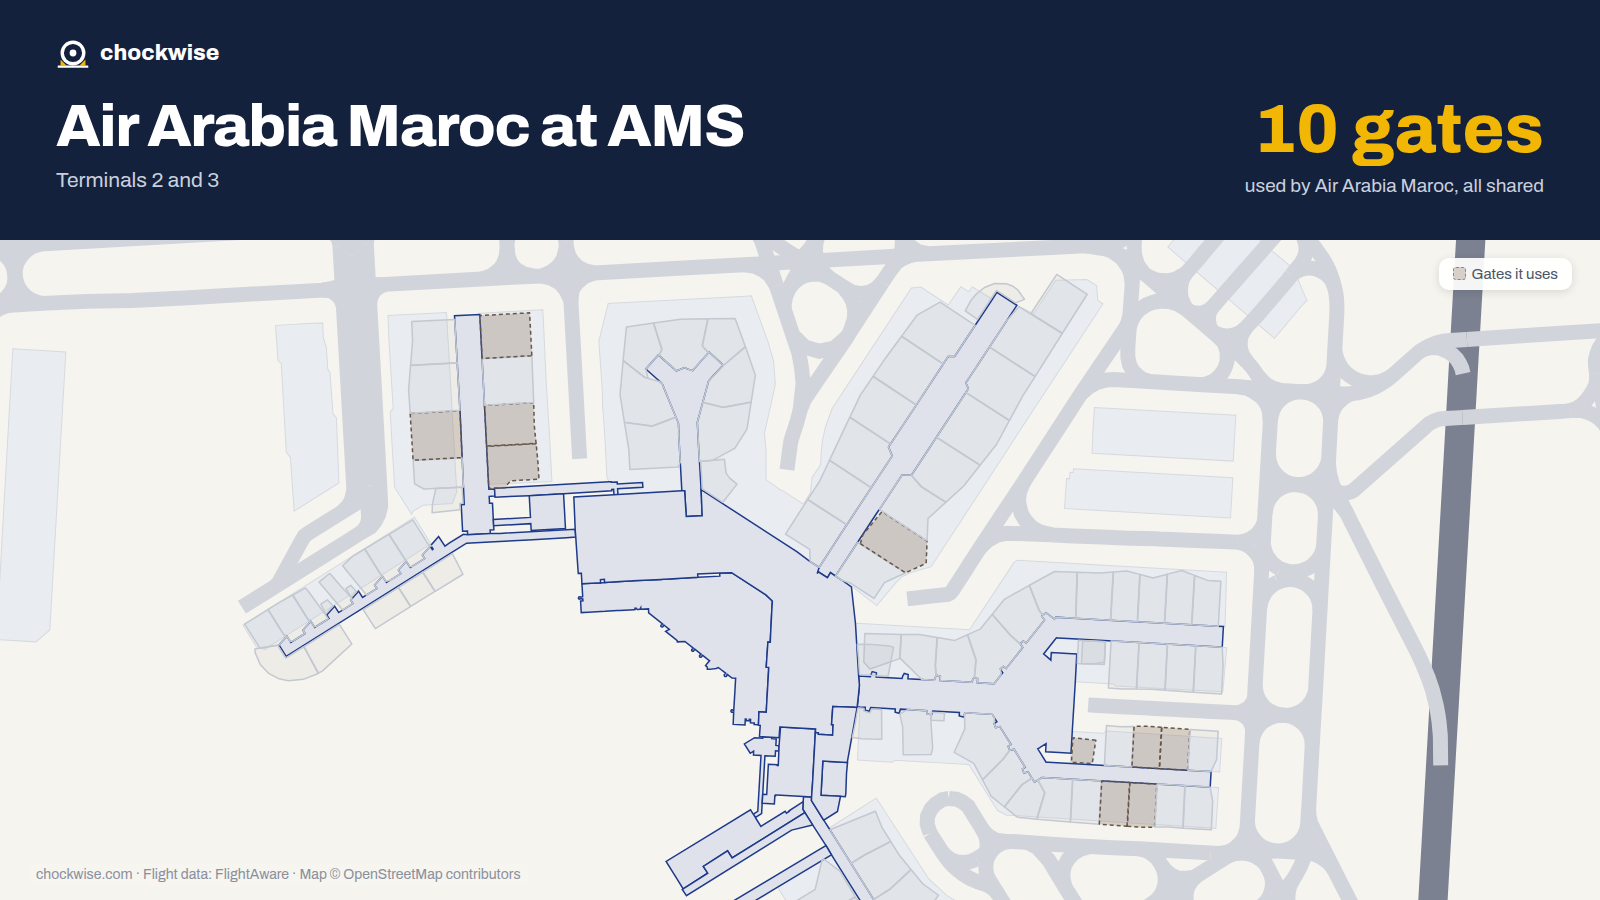 chockwise
Air Arabia Maroc at AMS
Terminals 2 and 3
10 gates
used by Air Arabia Maroc, all shared
Gates it uses
chockwise.com · Flight data: FlightAware · Map © OpenStreetMap contributors